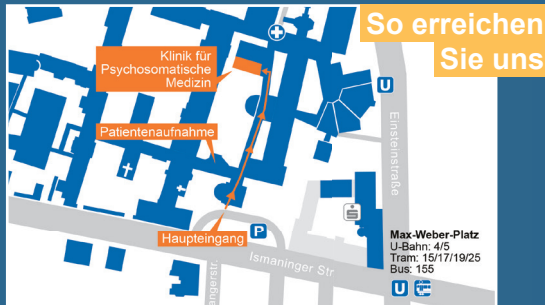 So erreichen
Sie uns
Klinik für
Psychosomatische
Medizin
U
Patientenaufnahme
Einsteinstraße
Haupteingang
P
S
Max-Weber-Platz
U-Bahn: 4/5
Tram: 15/17/19/25
Bus: 155
Ismaninger Str
U